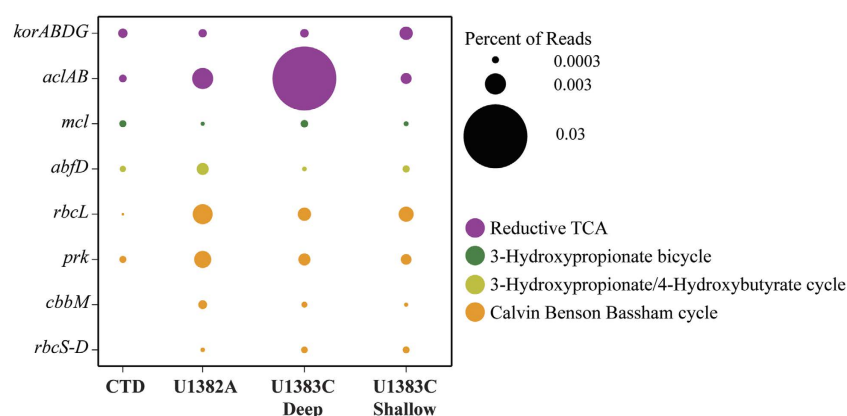 korABDG
aclAB
mcl
abfD
rbcL
prk
cbbM
rbcS-D
CTD
U1382A
U1383C
Deep
U1383C
Shallow
Percent of Reads
0.0003
0.003
0.03
Reductive TCA
3-Hydroxypropionate bicycle
3-Hydroxypropionate/4-Hydroxybutyrate cycle
Calvin Benson Bassham cycle